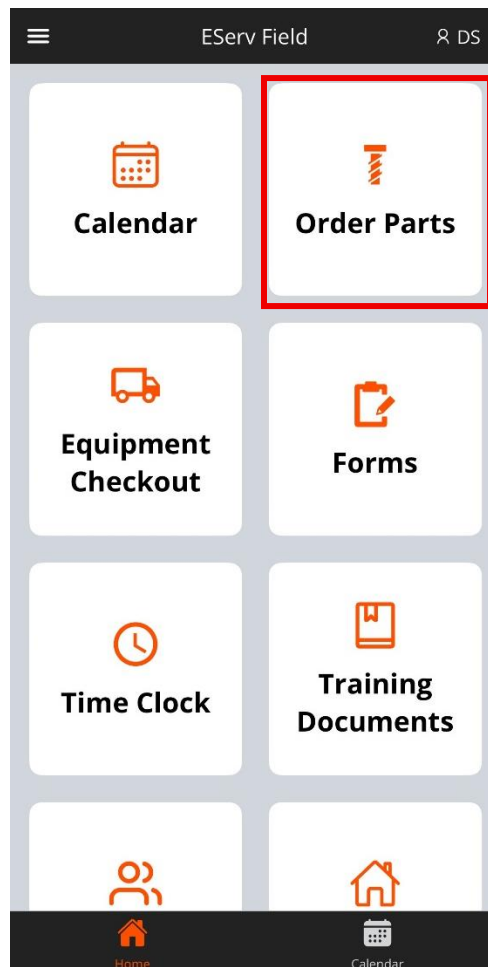 EServ Field
DS
Calendar
Order Parts
Equipment
Checkout
Forms
Time Clock
Training
Documents
Home
Calendar